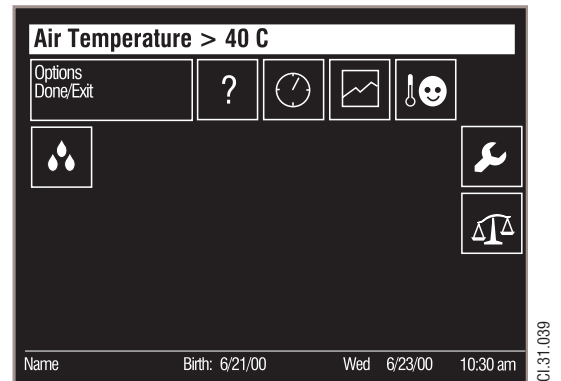 Air Temperature > 40 C
Options
Done/Exit
?
Name Birth: 6/21/00 Wed 6/23/00 10:30 am
CI.31.039